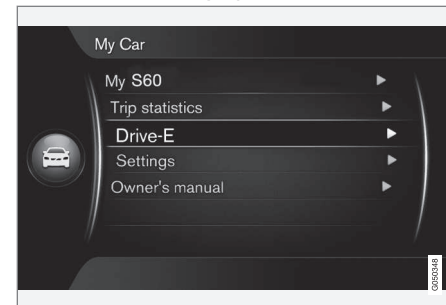 My Car
My S60
Trip statistics
Drive-E
Settings
Owner's manual
G050348